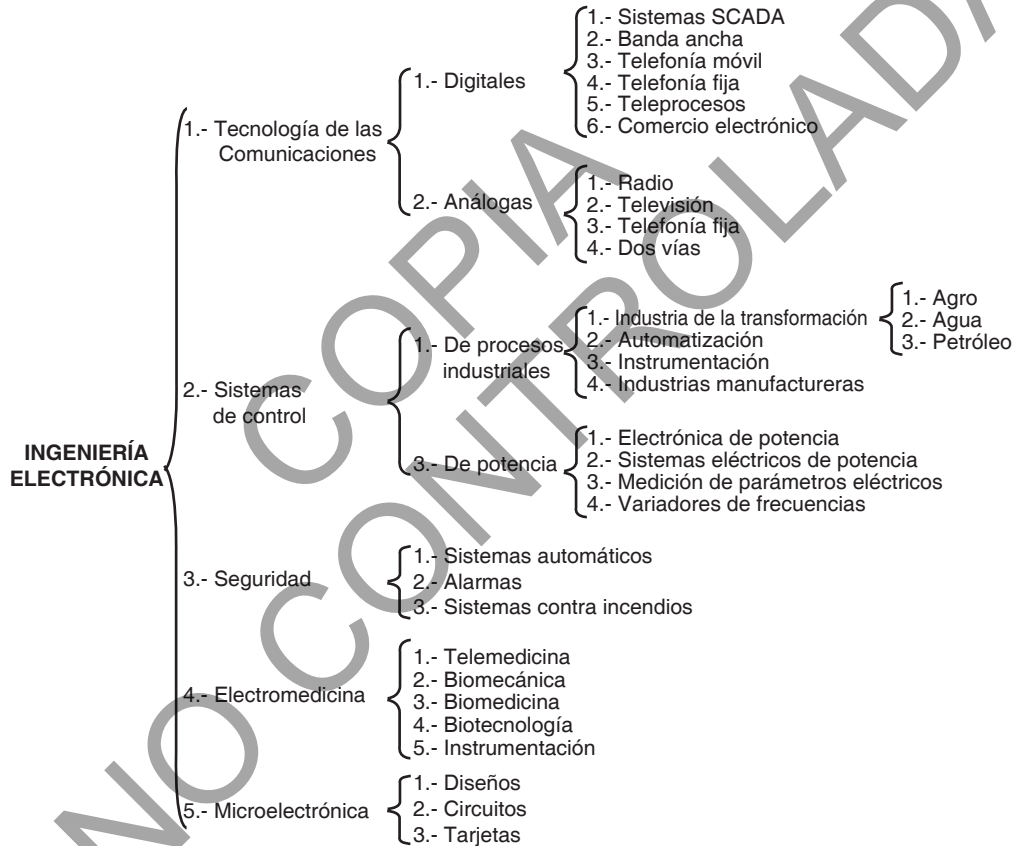 INGENIERÍA
ELECTRÓNICA
1.- Tecnología de las
Comunicaciones
1.- Digitales
1.- Sistemas SCADA
2.- Banda ancha
3.- Telefonía móvil
4.- Telefonía fija
5.- Teleprocesos
6.- Comercio electrónico
2.- Análogas
1.- Radio
2.- Televisión
3.- Telefonía fija
4.- Dos vías
2.- Sistemas
de control
1.- De procesos
industriales
1.- Industria de la transformación
1.- Agro
2.- Agua
3.- Petróleo
2.- Automatización
3.- Instrumentación
4.- Industrias manufactureras
3.- De potencia
1.- Electrónica de potencia
2.- Sistemas eléctricos de potencia
3.- Medición de parámetros eléctricos
4.- Variadores de frecuencias
3.- Seguridad
1.- Sistemas automáticos
2.- Alarmas
3.- Sistemas contra incendios
4.- Electromedicina
1.- Telemedicina
2.- Biomecánica
3.- Biomedicina
4.- Biotecnología
5.- Instrumentación
5.- Microelectrónica
1.- Diseños
2.- Circuitos
3.- Tarjetas
COPIA
NO CONTROLADA